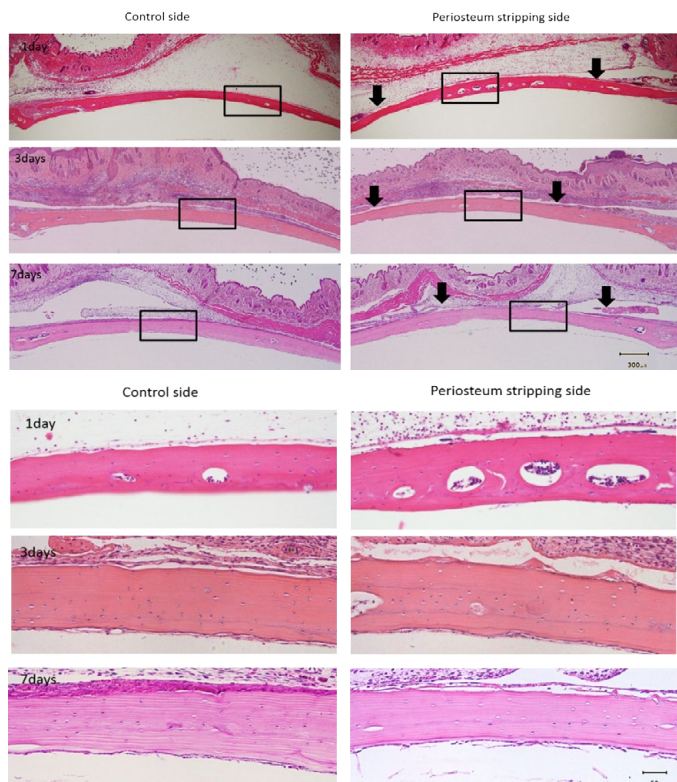 Control side
Periosteum stripping side
1day
3days
7days
300μm
Control side
Periosteum stripping side
1day
3days
7days